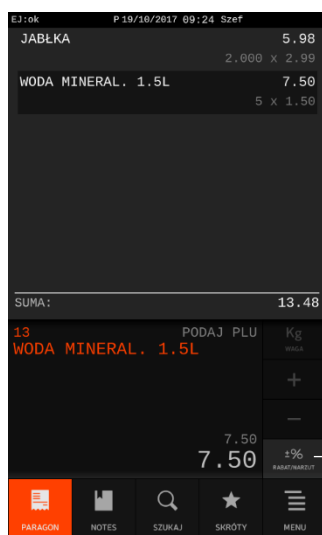 EJ:ok P 19/10/2017 09:24 Szef
JABŁKA 5.98
2.000 x 2.99
WODA MINERAL. 1.5L 7.50
5 x 1.50
SUMA: 13.48
13 PODAJ PLU
WODA MINERAL. 1.5L
7.50
7.50
Kg
WAGA
+
−
±%
RABAT/NARZUT
PARAGON NOTES SZUKAJ SKRÓTY MENU